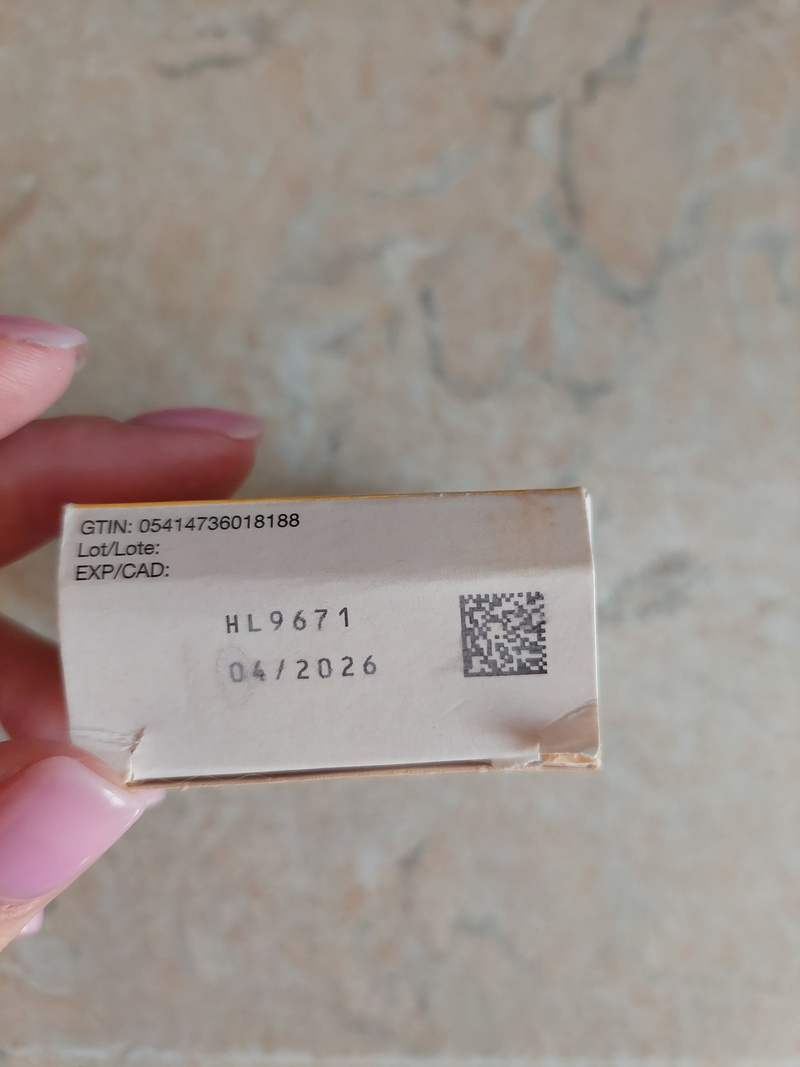 GTIN: 05414736018188
Lot/Lote:
EXP/CAD:
HL9671
04/2026